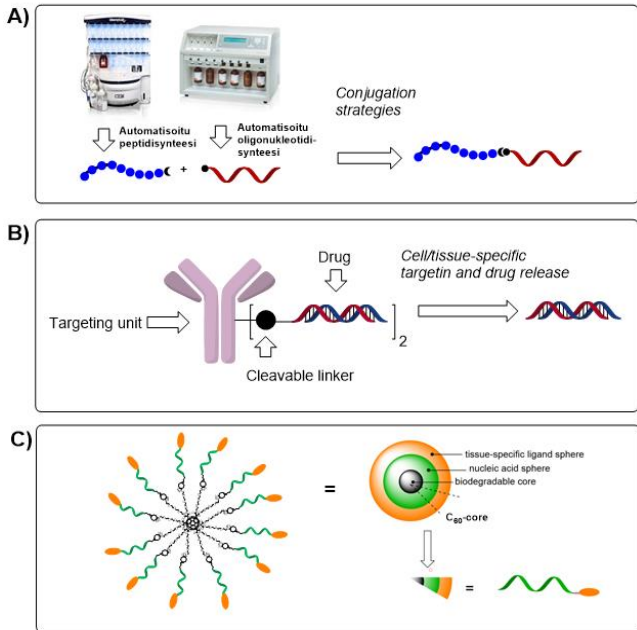 A)
Automatisoitu
peptidisynteesi
Automatisoitu
oligonukleotidi-
synteesi
+
Conjugation
strategies
B)
Targeting unit
Drug
Cleavable linker
2
Cell/tissue-specific
targetin and drug release
C)
=
tissue-specific ligand sphere
nucleic acid sphere
biodegradable core
C60-core
=